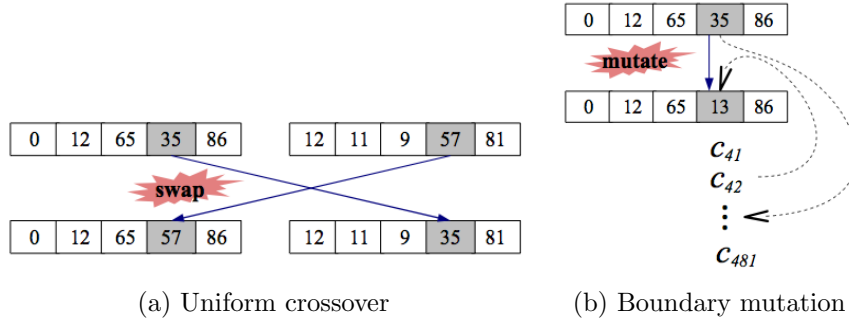 0 12 65 35 86
mutate
0 12 65 13 86
c41
c42
⋮
c481
0 12 65 35 86 12 11 9 57 81
swap
0 12 65 57 86 12 11 9 35 81
(a) Uniform crossover (b) Boundary mutation